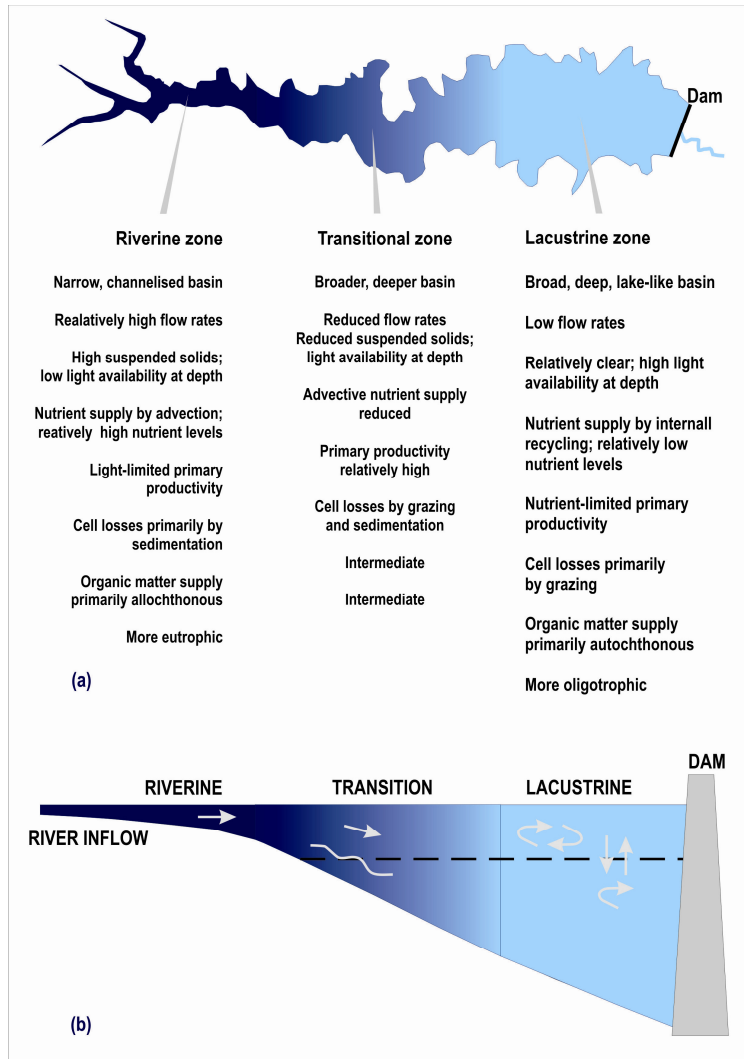 Dam
Riverine zone
Narrow, channelised basin
Realatively high flow rates
High suspended solids;
low light availability at depth
Nutrient supply by advection;
reatively high nutrient levels
Light-limited primary
productivity
Cell losses primarily by
sedimentation
Organic matter supply
primarily allochthonous
More eutrophic
Transitional zone
Broader, deeper basin
Reduced flow rates
Reduced suspended solids;
light availability at depth
Advective nutrient supply
reduced
Primary productivity
relatively high
Cell losses by grazing
and sedimentation
Intermediate
Intermediate
Lacustrine zone
Broad, deep, lake-like basin
Low flow rates
Relatively clear; high light
availability at depth
Nutrient supply by internall
recycling; relatively low
nutrient levels
Nutrient-limited primary
productivity
Cell losses primarily
by grazing
Organic matter supply
primarily autochthonous
More oligotrophic
(a)
DAM
RIVERINE
TRANSITION
LACUSTRINE
RIVER INFLOW
(b)